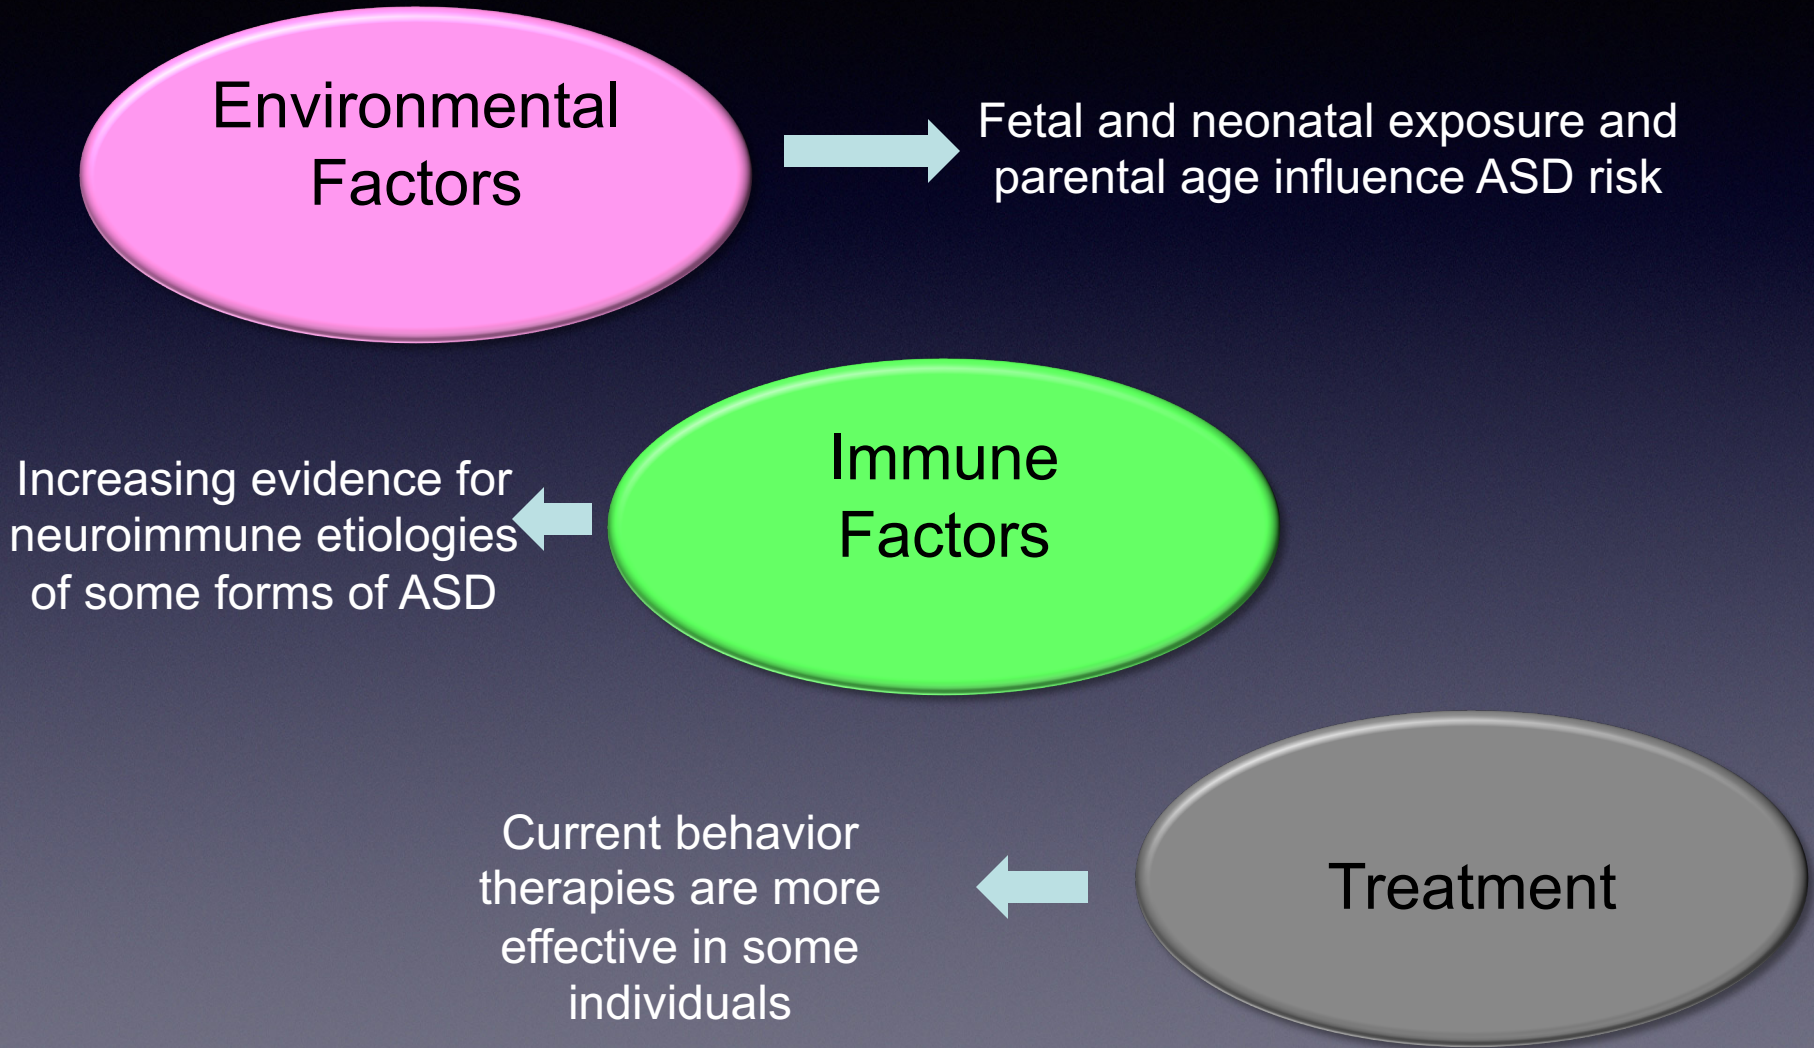 Environmental
Factors
Fetal and neonatal exposure and
parental age influence ASD risk
Immune
Factors
Increasing evidence for
neuroimmune etiologies
of some forms of ASD
Treatment
Current behavior
therapies are more
effective in some
individuals